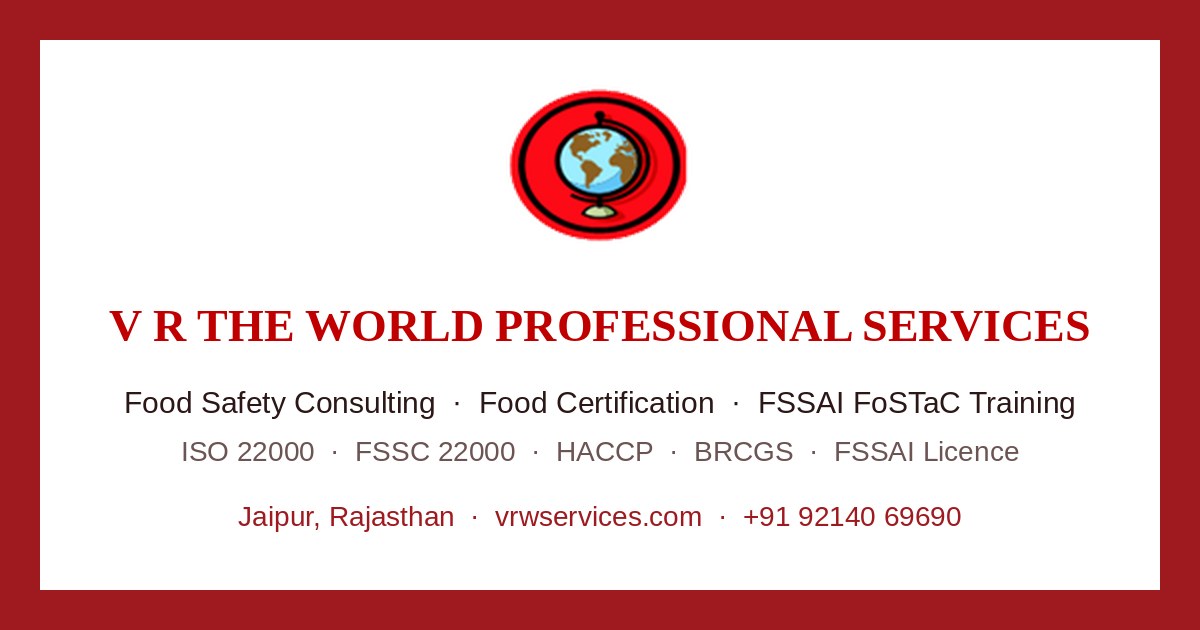 V R THE WORLD PROFESSIONAL SERVICES
Food Safety Consulting · Food Certification · FSSAI FoSTaC Training
ISO 22000 · FSSC 22000 · HACCP · BRCGS · FSSAI Licence
Jaipur, Rajasthan · vrwservices.com · +91 92140 69690